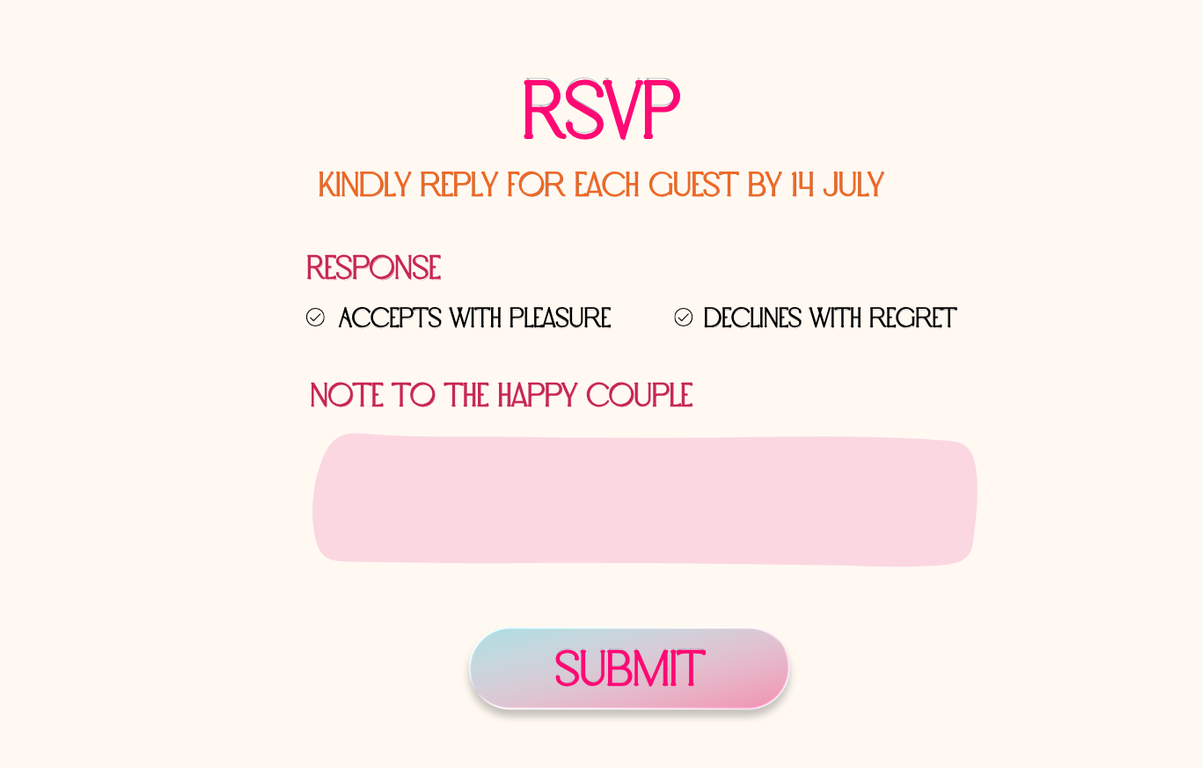 RSVP
KINDLY REPLY FOR EACH GUEST BY 14 JULY
RESPONSE
ACCEPTS WITH PLEASURE DECLINES WITH REGRET
NOTE TO THE HAPPY COUPLE
SUBMIT